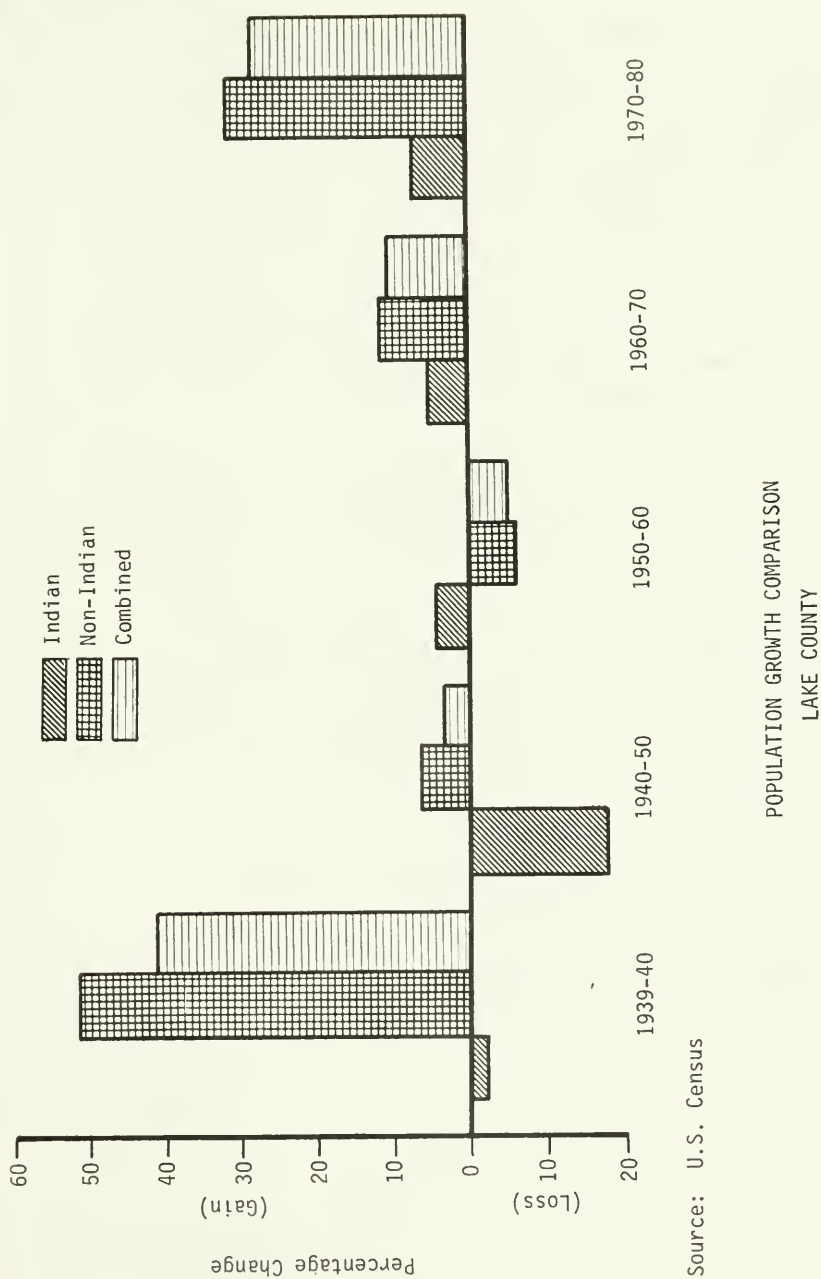 Indian
Non-Indian
Combined
Percentage Change
(Gain)
(Loss)
60
50
40
30
20
10
0
10
20
1939-40
1940-50
1950-60
1960-70
1970-80
Source: U.S. Census
POPULATION GROWTH COMPARISON
LAKE COUNTY